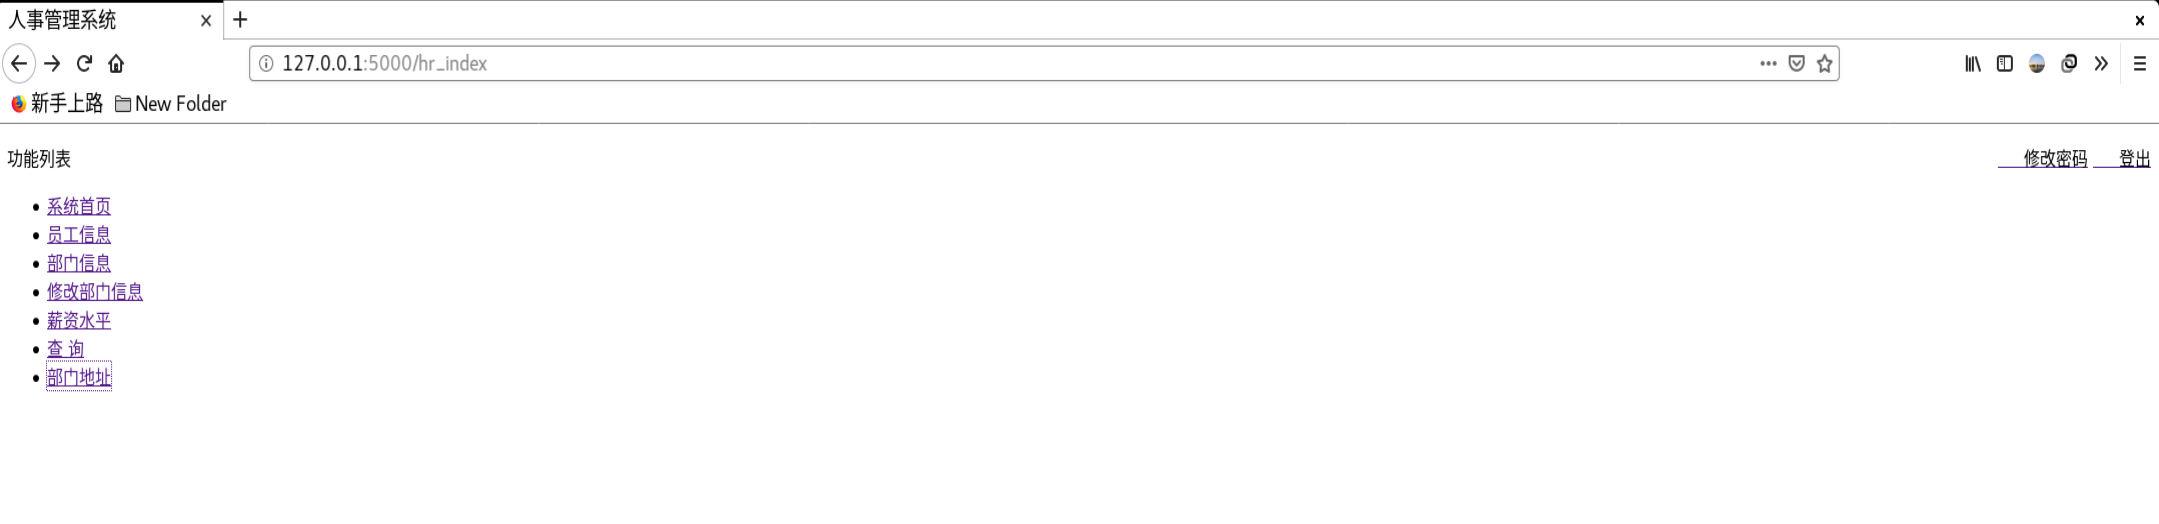 人事管理系统
127.0.0.1:5000/hr_index
新手上路 New Folder
功能列表 修改密码 登出
系统首页
员工信息
部门信息
修改部门信息
薪资水平
查 询
部门地址